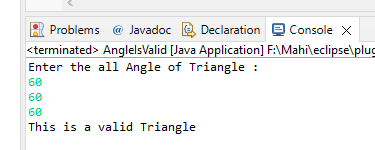 Problems Javadoc Declaration Console
<terminated> AngleIsValid [Java Application] F:\Mahi\eclipse\plug
Enter the all Angle of Triangle :
60
60
60
This is a valid Triangle